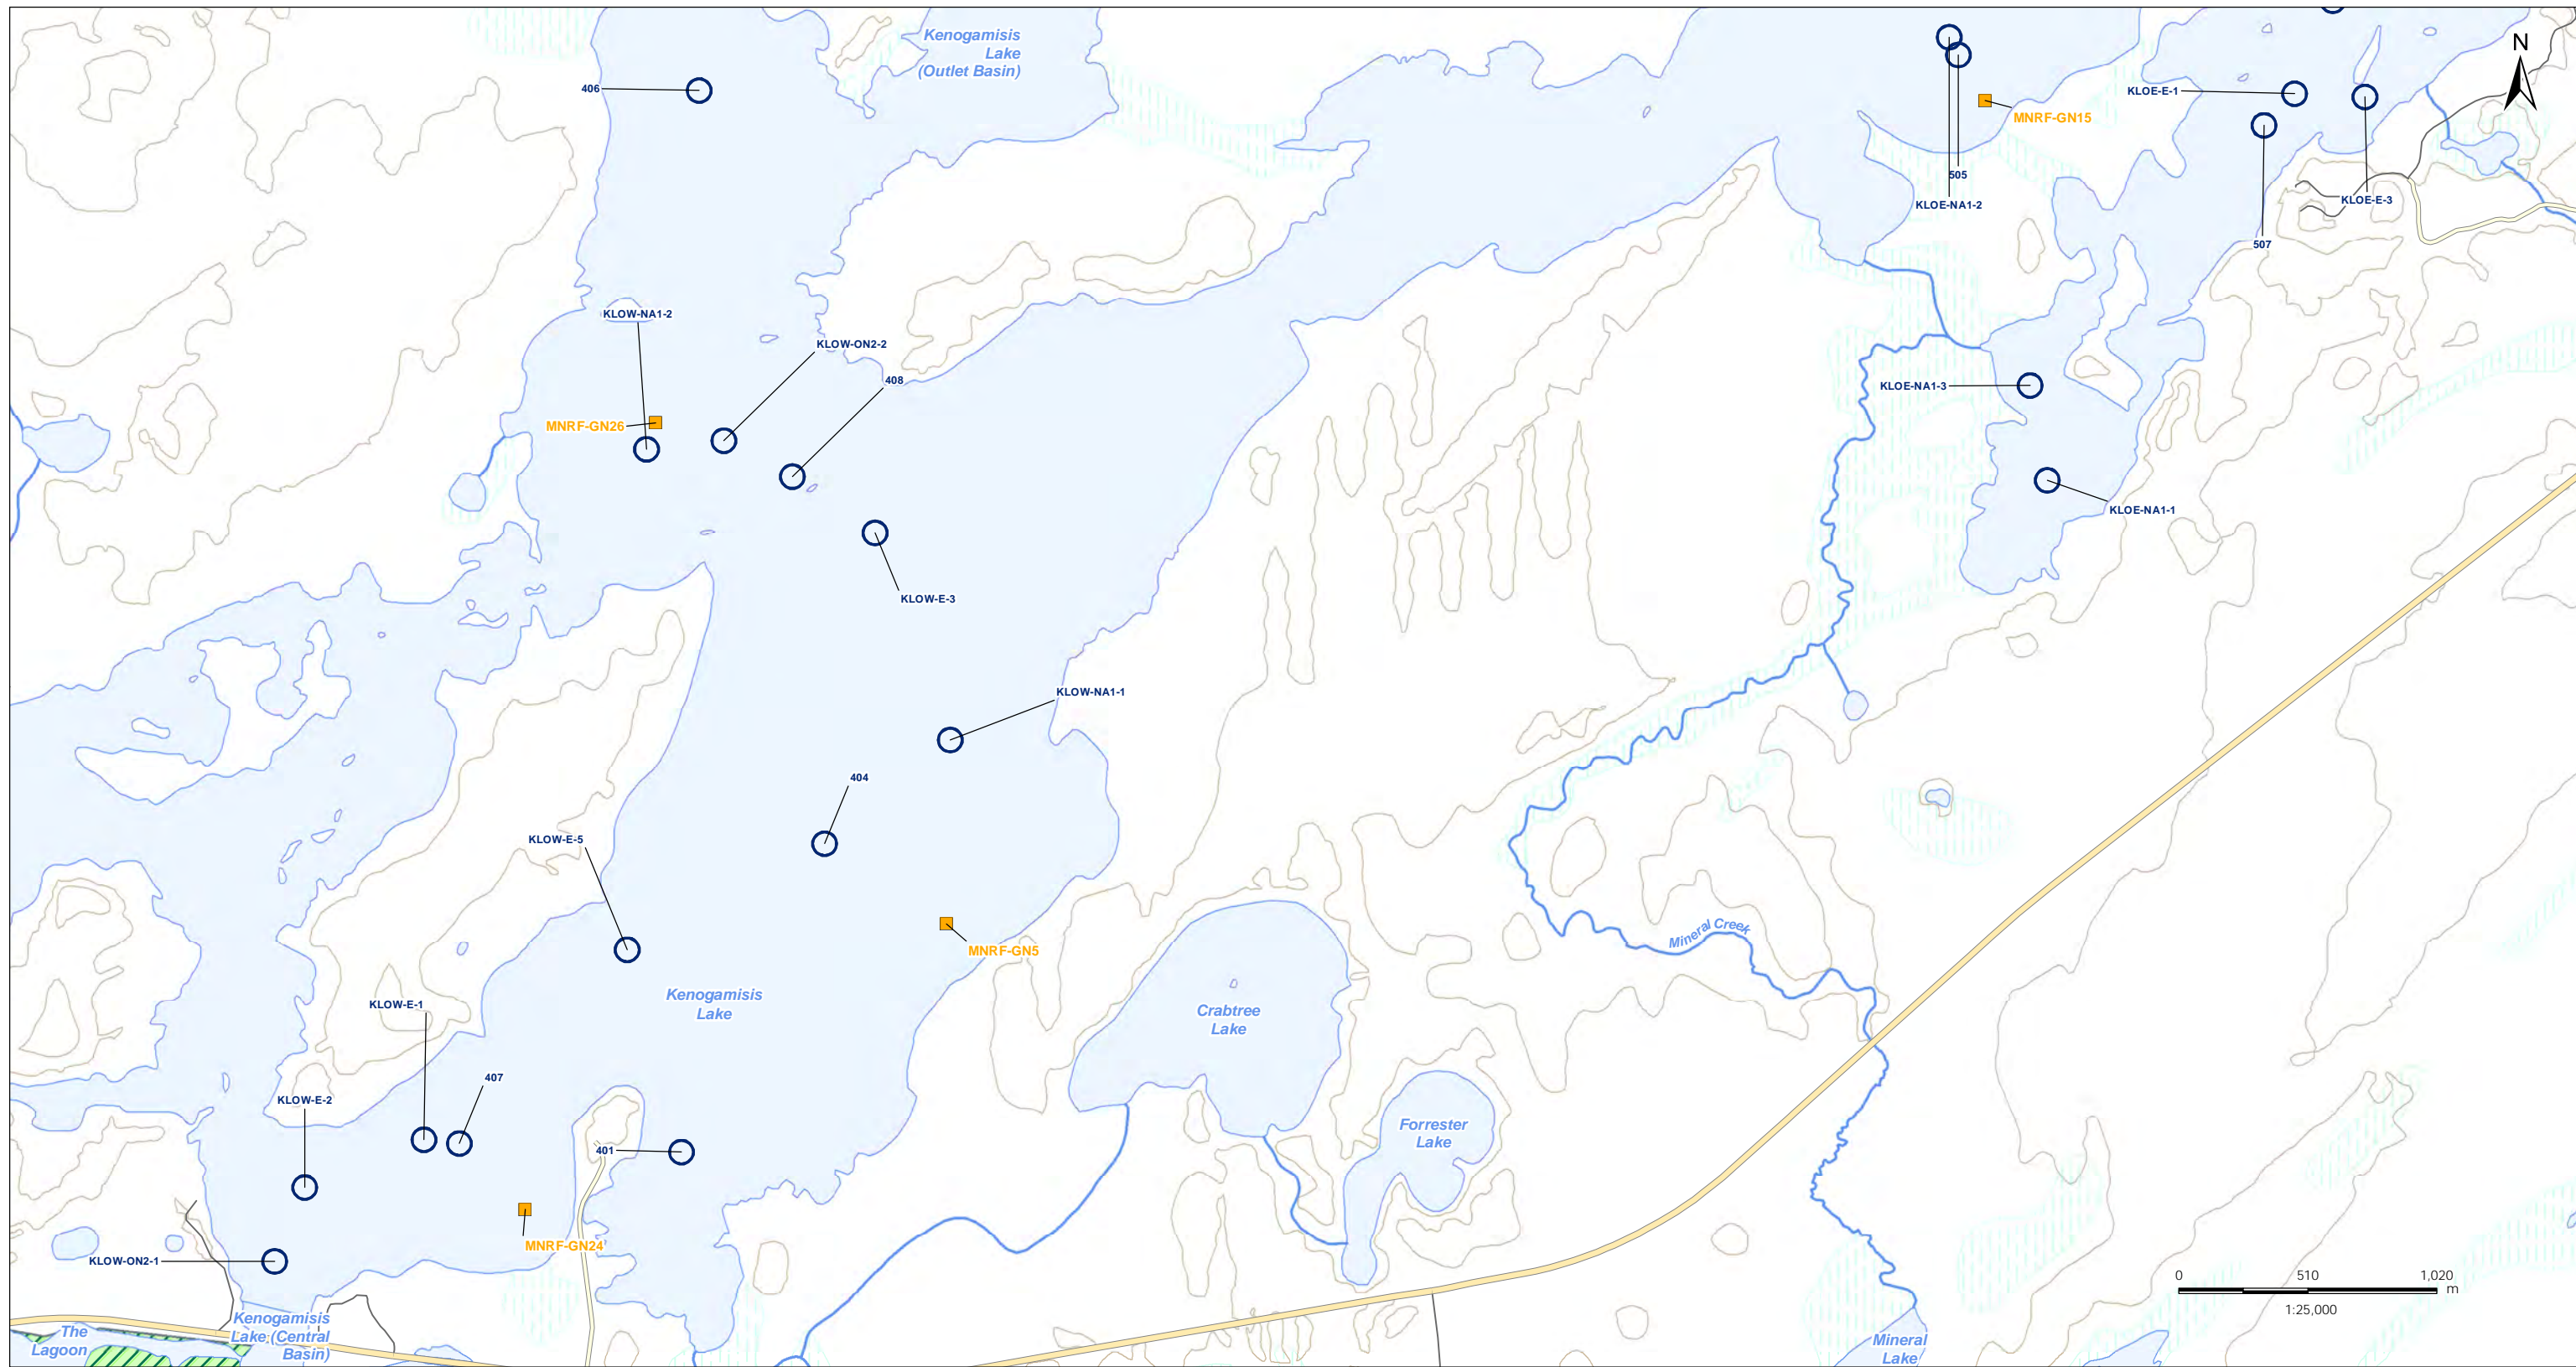 Kenogamisis
Lake
(Outlet Basin)
N
406
KLOE-E-1
MNRF-GN15
505
KLOE-NA1-2
KLOE-E-3
507
KLOW-NA1-2
KLOW-ON2-2
408
KLOE-NA1-3
MNRF-GN26
KLOE-NA1-1
KLOW-E-3
KLOW-NA1-1
404
KLOW-E-5
Mineral Creek
MNRF-GN5
Kenogamisis
Lake
KLOW-E-1
Crabtree
Lake
407
KLOW-E-2
Forrester
Lake
401
MNRF-GN24
KLOW-ON2-1
0 510 1,020
m
1:25,000
Kenogamisis
Lake (Central
Basin)
The
Lagoon
Mineral
Lake